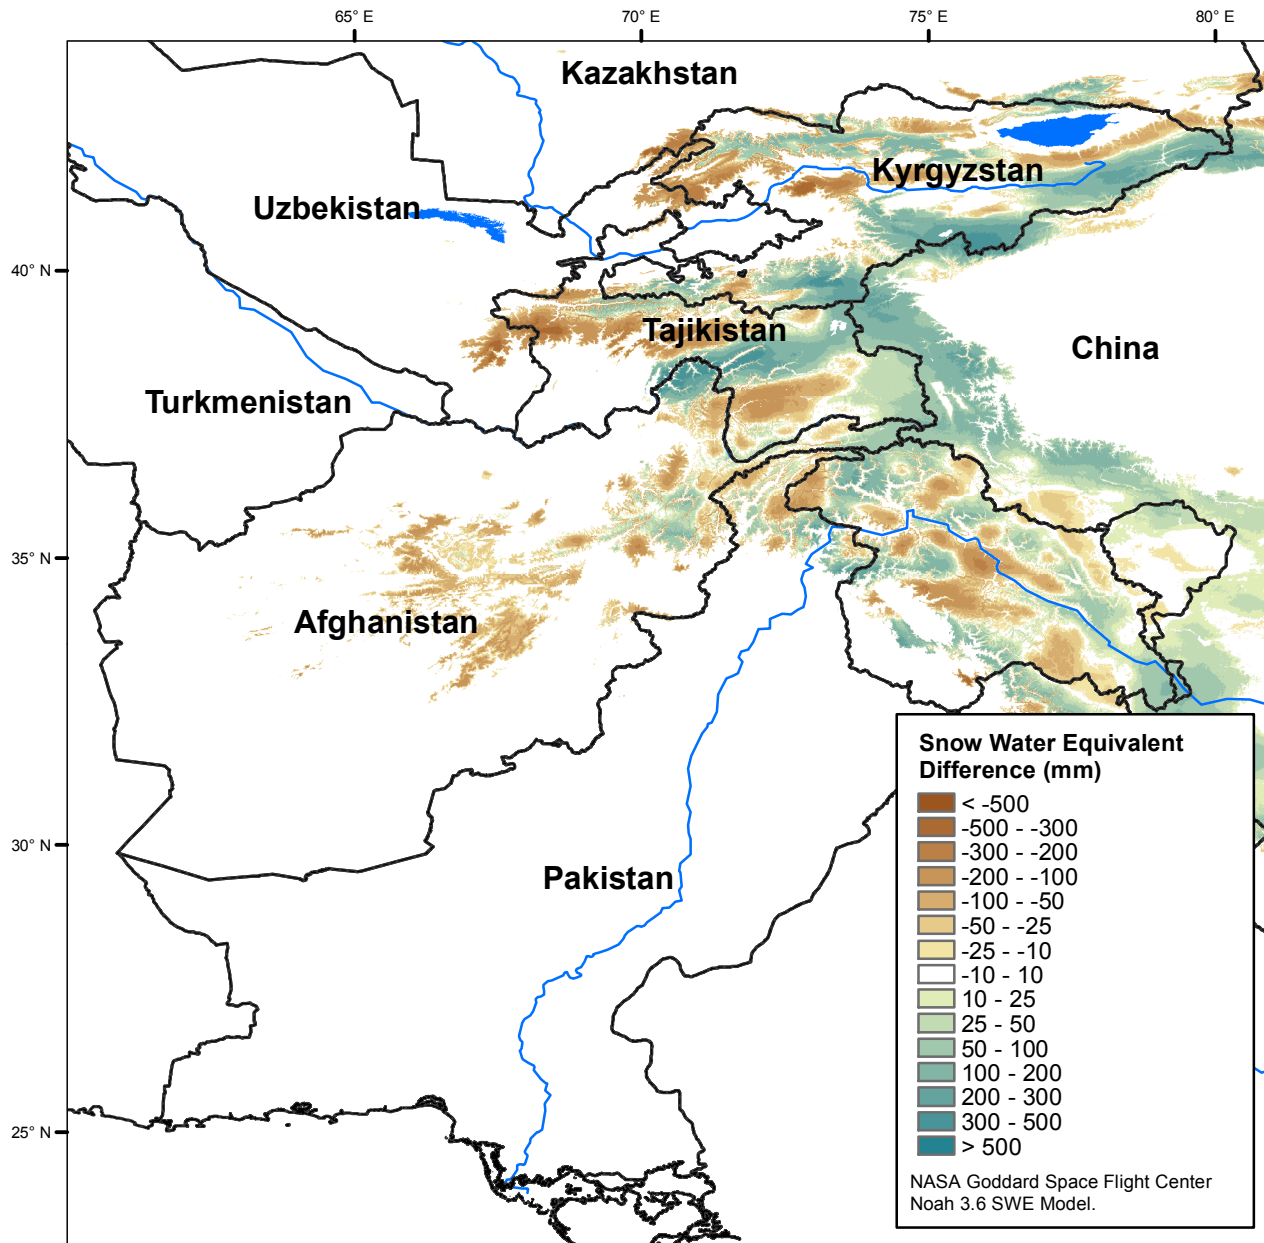 65° E
70° E
75° E
80° E
Kazakhstan
Kyrgyzstan
Uzbekistan
40° N
Tajikistan
China
Turkmenistan
35° N
Afghanistan
30° N
Pakistan
25° N
Snow Water Equivalent
Difference (mm)
< -500
-500 - -300
-300 - -200
-200 - -100
-100 - -50
-50 - -25
-25 - -10
-10 - 10
10 - 25
25 - 50
50 - 100
100 - 200
200 - 300
300 - 500
> 500
NASA Goddard Space Flight Center
Noah 3.6 SWE Model.